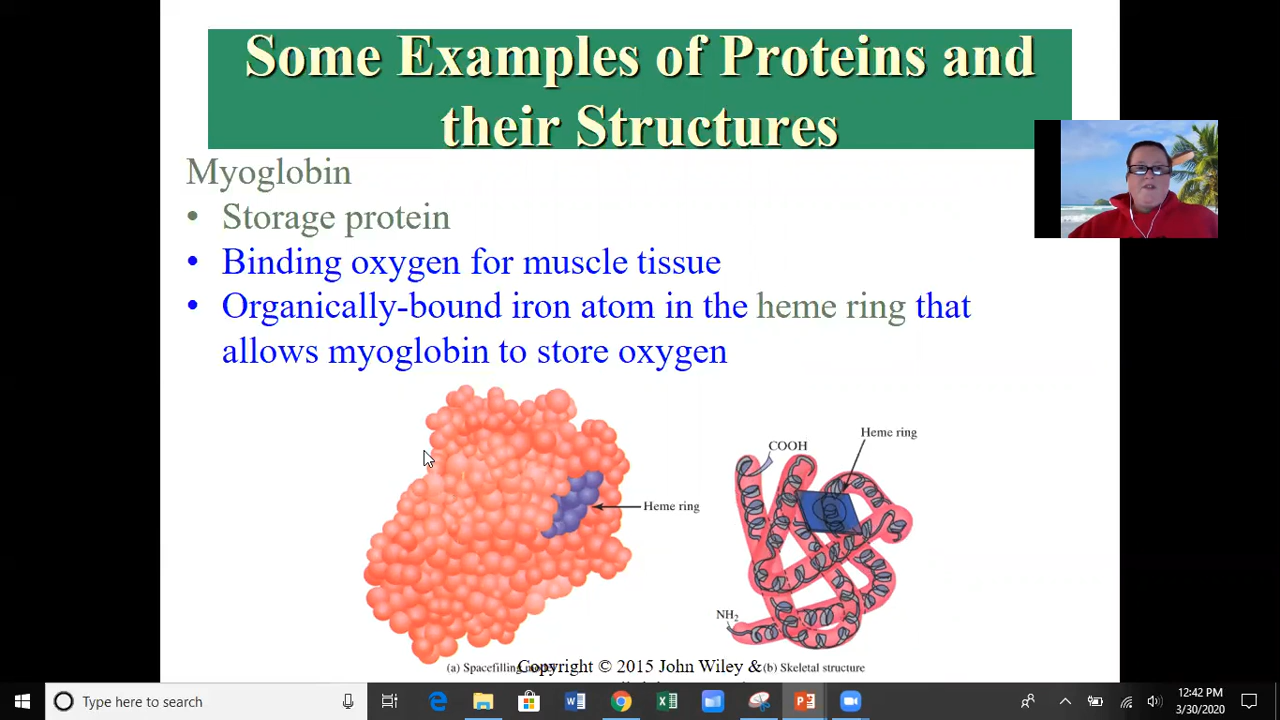 Some Examples of Proteins and
their Structures
Myoglobin
• Storage protein
• Binding oxygen for muscle tissue
• Organically-bound iron atom in the heme ring that
allows myoglobin to store oxygen
Heme ring
COOH
Heme ring
NH2
(a) Spacefilling
Copyright © 2015 John Wiley &
(b) Skeletal structure
Type here to search
12:42 PM
3/30/2020